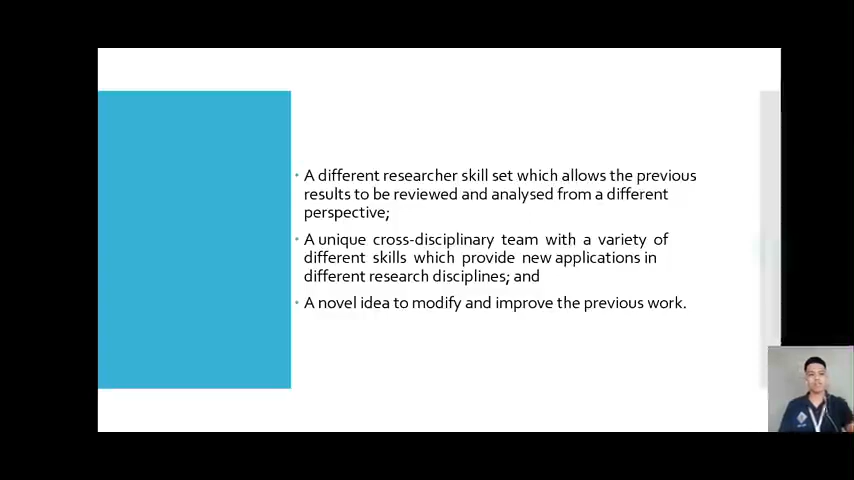 A different researcher skill set which allows the previous
results to be reviewed and analysed from a different
perspective;
A unique cross-disciplinary team with a variety of
different skills which provide new applications in
different research disciplines; and
A novel idea to modify and improve the previous work.